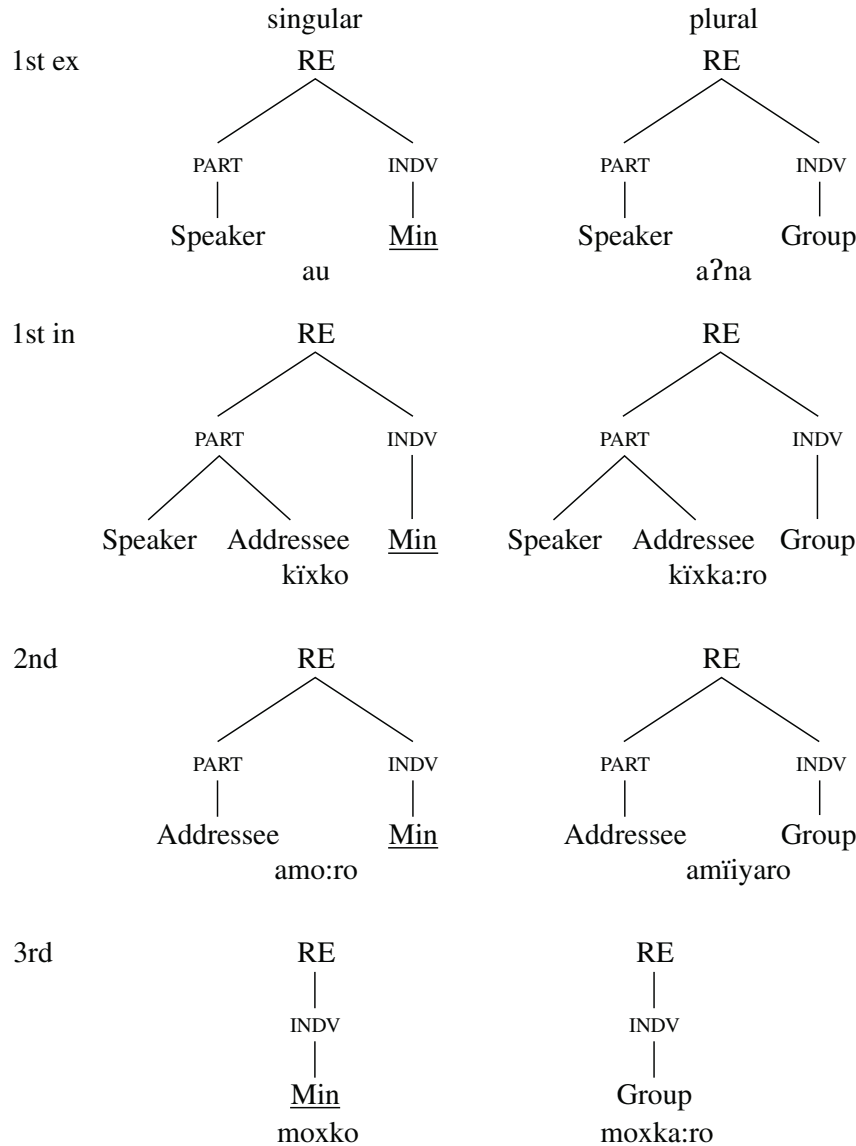 singular plural
1st ex RE RE
PART INDV PART INDV
Speaker Min Speaker Group
au aʔna
1st in RE RE
PART INDV PART INDV
Speaker Addressee Min Speaker Addressee Group
kïxko kïxka:ro
2nd RE RE
PART INDV PART INDV
Addressee Min Addressee Group
amo:ro amïiyaro
3rd RE RE
INDV INDV
Min Group
moxko moxka:ro